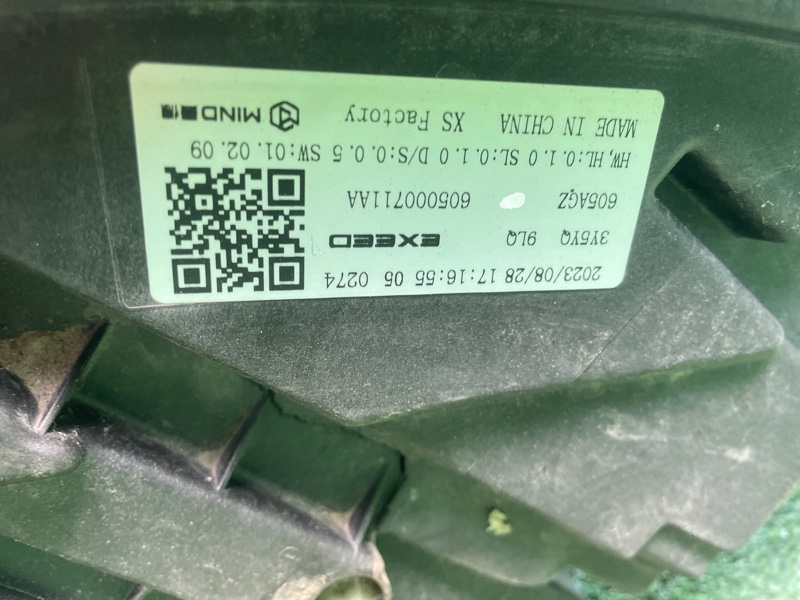 2023/08/28 17:16:55 05 0274
3Y5YQ 9LQ EXEED
605AGZ 605000711AA
HW,HL:0.1.0 SL:0.1.0 D/S:0.0.5 SW:01.02.09
MADE IN CHINA XS Factory MIND